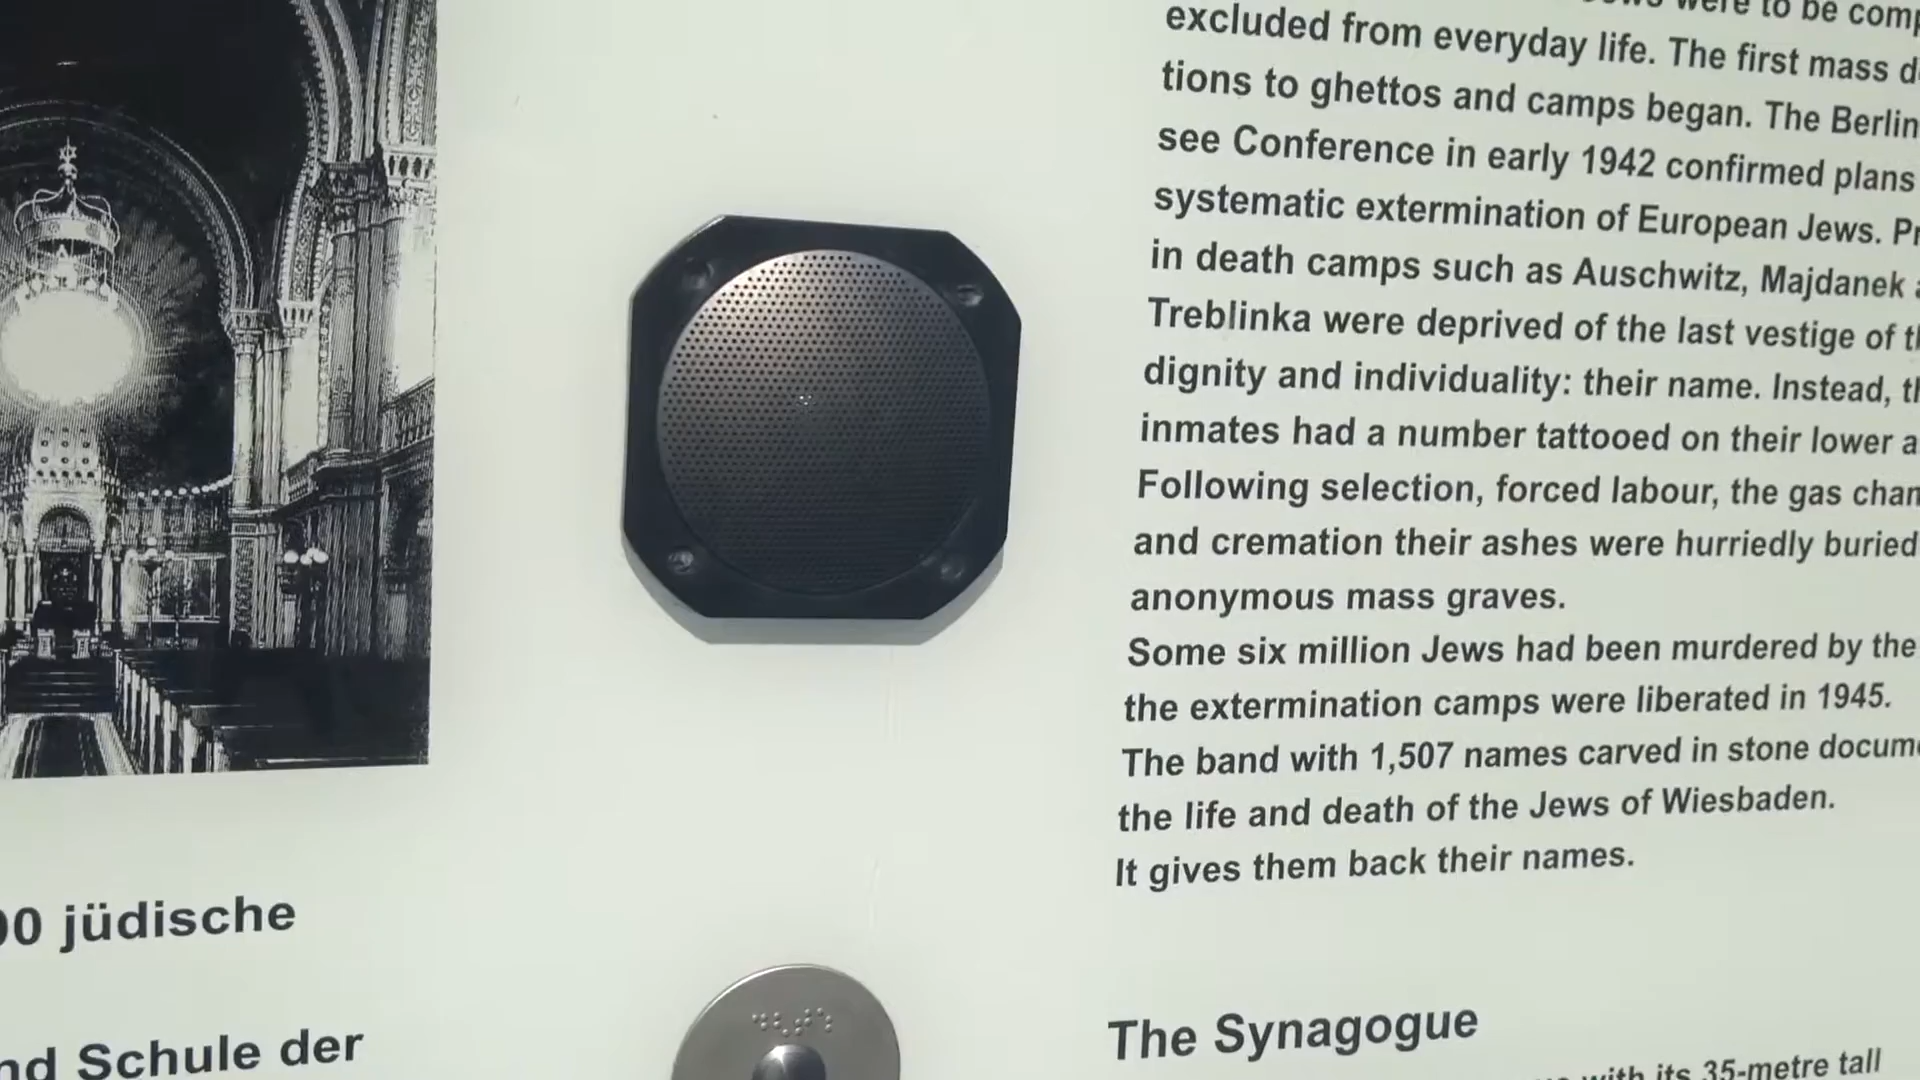 were to be
excluded from everyday life. The first mass
tions to ghettos and camps began. The Berlin
see Conference in early 1942 confirmed plans
systematic extermination of European Jews.
in death camps such as Auschwitz, Majdanek
Treblinka were deprived of the last vestige of
dignity and individuality: their name. Instead,
inmates had a number tattooed on their lower
Following selection, forced labour, the gas
and cremation their ashes were hurriedly buried
anonymous mass graves.
Some six million Jews had been murdered by the
the extermination camps were liberated in 1945.
The band with 1,507 names carved in stone
the life and death of the Jews of Wiesbaden.
It gives them back their names.
jüdische
Schule der
The Synagogue
with its 35-metre tall